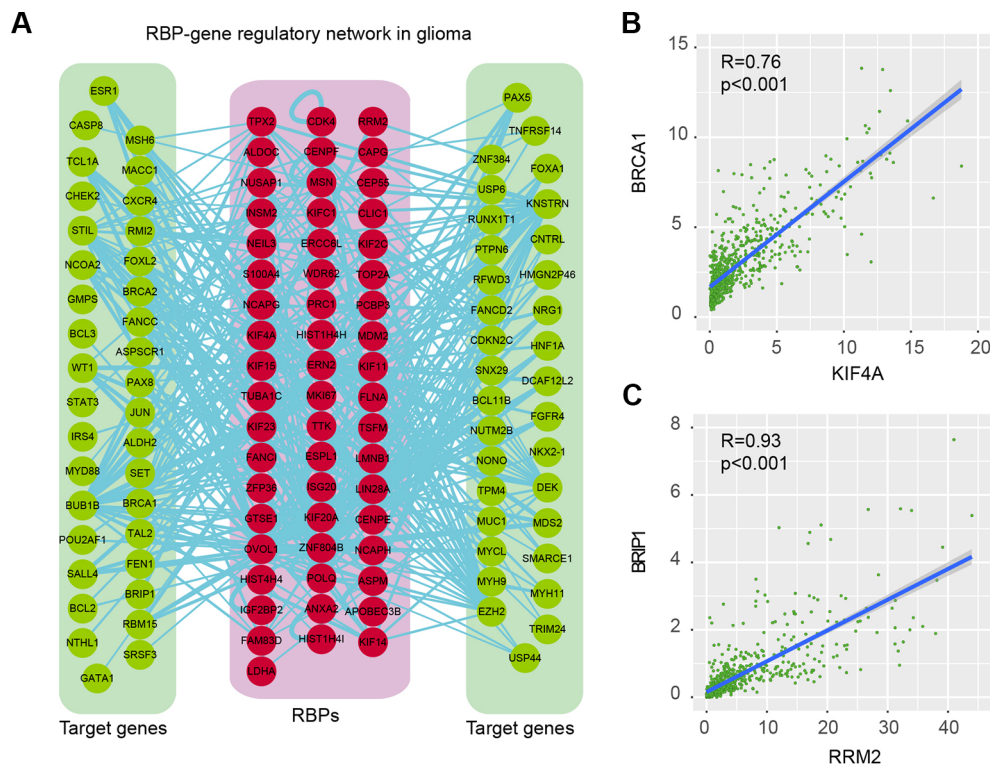 A
RBP-gene regulatory network in glioma
ESR1
CASP8
TCL1A
CHEK2
STIL
NCOA2
GMPS
BCL3
WT1
STAT3
IRS4
MYD88
BUB1B
POU2AF1
SALL4
BCL2
NTHL1
GATA1
MSH6
MACC1
CXCR4
RMI2
FOXL2
BRCA2
FANCC
ASPSCR1
PAX8
JUN
ALDH2
SET
BRCA1
TAL2
FEN1
BRIP1
RBM15
SRSF3
Target genes
TPX2
ALDOC
NUSAP1
INSM2
NEIL3
S100A4
NCAPG
KIF4A
KIF15
TUBA1C
KIF23
FANCI
ZFP36
GTSE1
OVOL1
HIST4H4
IGF2BP2
FAM83D
LDHA
CDK4
CENPF
MSN
KIFC1
ERCC6L
WDR62
PRC1
HIST1H4H
ERN2
MKI67
TTK
ESPL1
ISG20
KIF20A
ZNF804B
POLQ
ANXA2
HIST1H4I
RRM2
CAPG
CEP55
CLIC1
KIF2C
TOP2A
PCBP3
MDM2
KIF11
FLNA
TSFM
LMNB1
LIN28A
CENPE
NCAPH
ASPM
APOBEC3B
KIF14
RBPs
PAX5
ZNF384
USP6
RUNX1T1
PTPN6
RFWD3
FANCD2
CDKN2C
SNX29
BCL11B
NUTM2B
NONO
TPM4
MUC1
MYCL
MYH9
EZH2
USP44
TNFRSF14
FOXA1
KNSTRN
CNTRL
HMGN2P46
NRG1
HNF1A
DCAF12L2
FGFR4
NKX2-1
DEK
MDS2
SMARCE1
MYH11
TRIM24
Target genes
B
R=0.76
p<0.001
BRCA1
15
10
5
0
0
5
10
15
20
KIF4A
C
R=0.93
p<0.001
BRIP1
8
6
4
2
0
0
10
20
30
40
RRM2